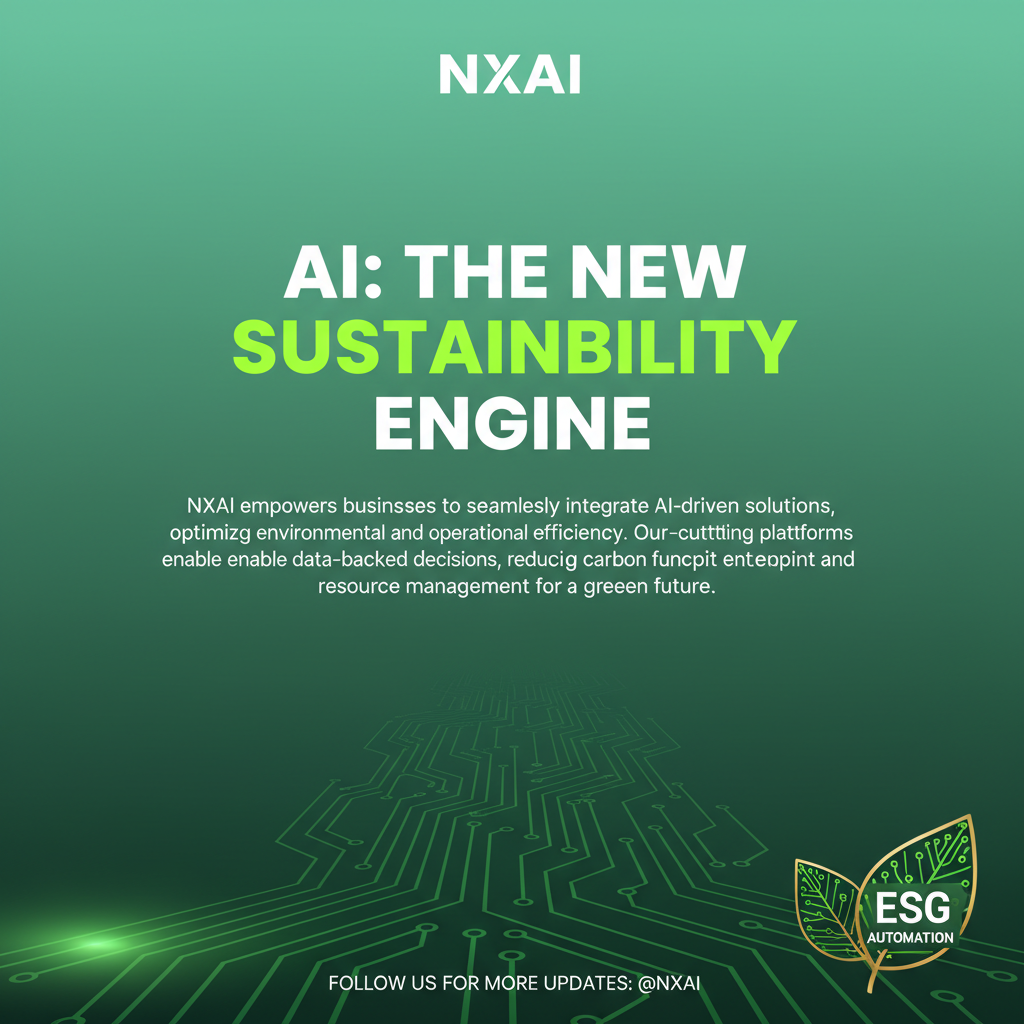 NXAI
AI: THE NEW
SUSTAINBILITY
ENGINE
NXAI empowers businsses to seamlesly integrate AI-driven solutions,
optimizg environmental and operational efficiency. Our-cuttting plattforms
enable enable data-backed decisions, reducig carbon funcpit enteopint and
resource management for a greeen future.
ESG
AUTOMATION
FOLLOW US FOR MORE UPDATES: @NXAI